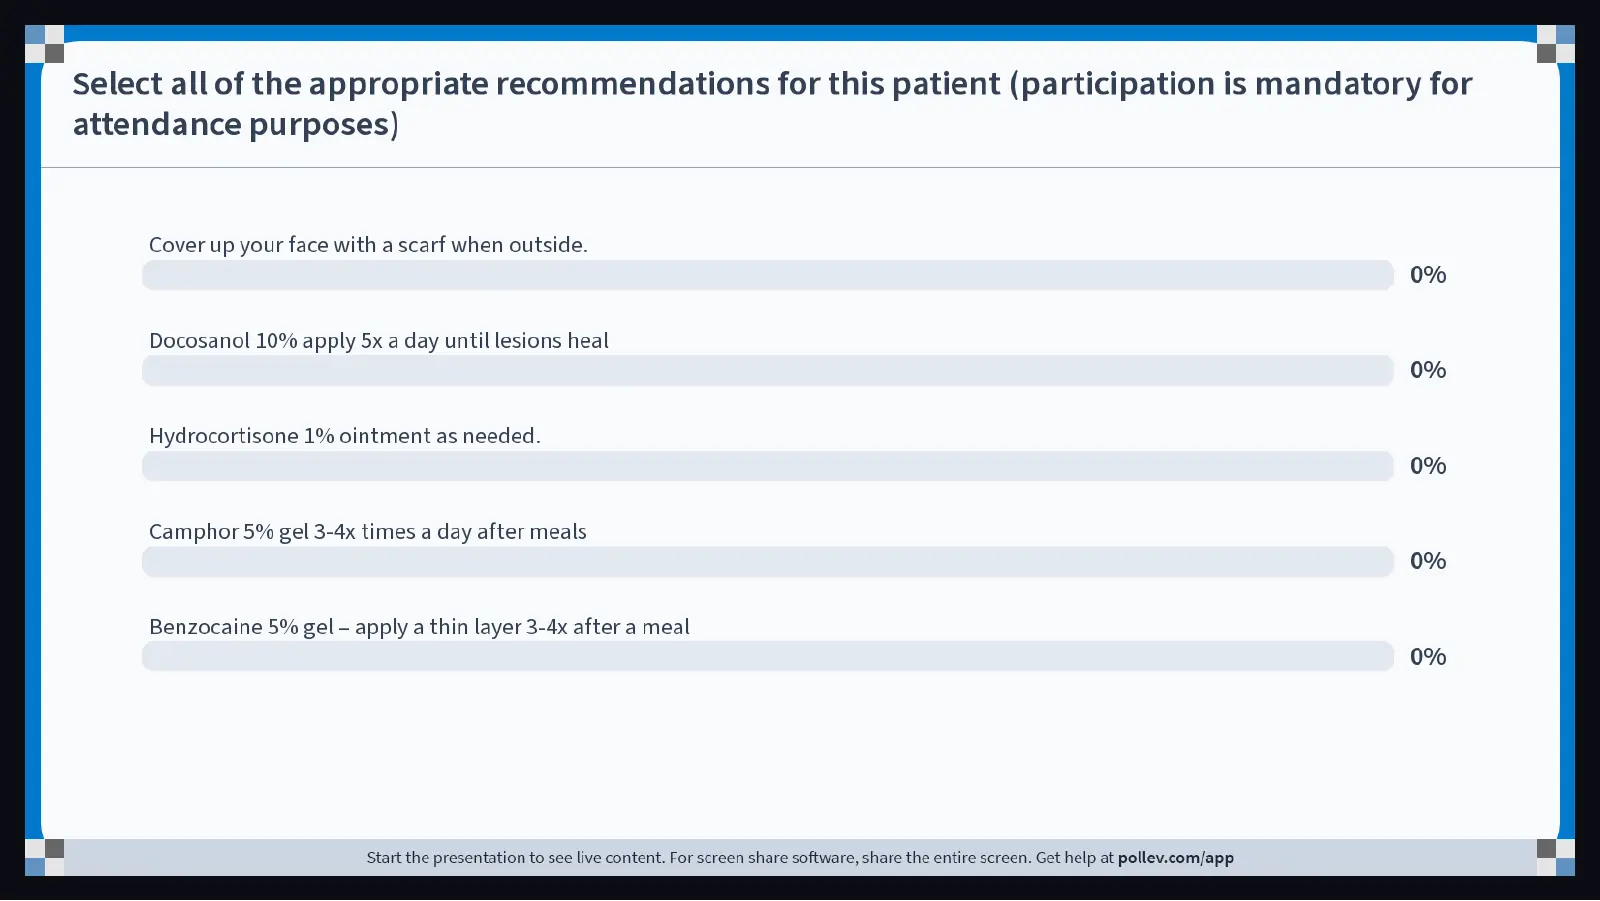 Select all of the appropriate recommendations for this patient (participation is mandatory for
attendance purposes)
Cover up your face with a scarf when outside.
0%
Docosanol 10% apply 5x a day until lesions heal
0%
Hydrocortisone 1% ointment as needed.
0%
Camphor 5% gel 3-4x times a day after meals
0%
Benzocaine 5% gel – apply a thin layer 3-4x after a meal
0%
Start the presentation to see live content. For screen share software, share the entire screen. Get help at pollev.com/app